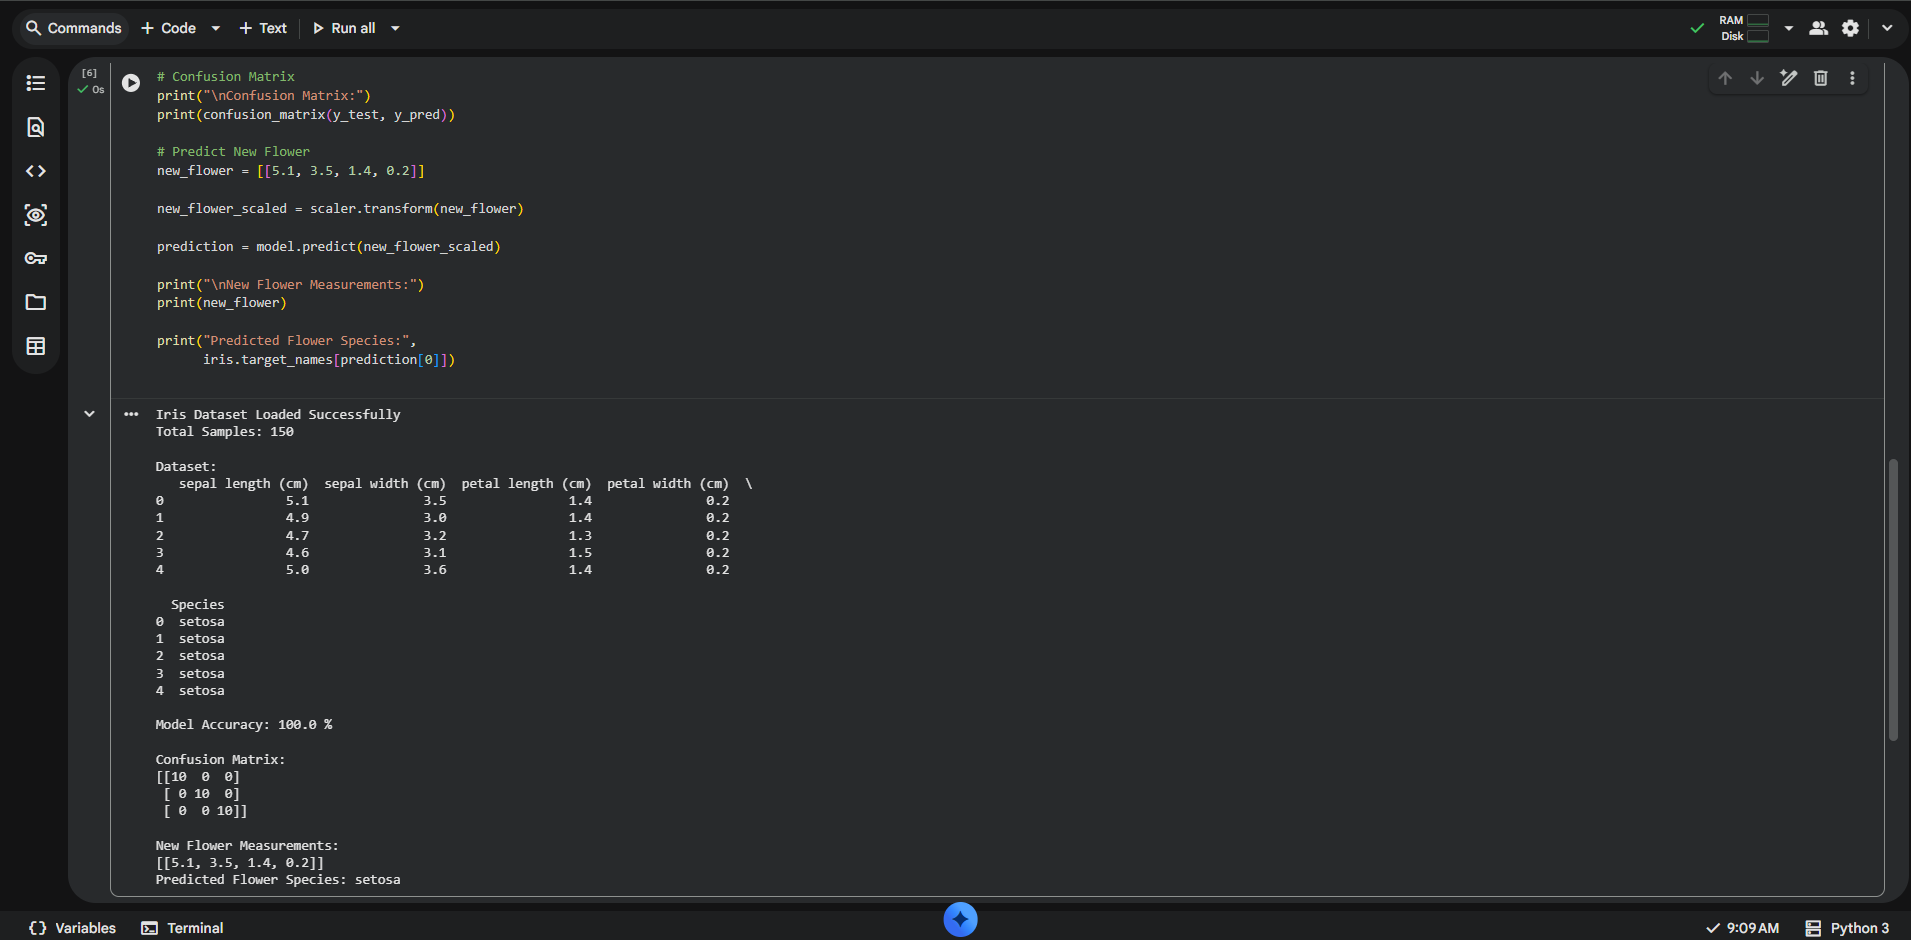 Commands + Code + Text Run all RAM
Disk
[6]
0s
# Confusion Matrix
print("\nConfusion Matrix:")
print(confusion_matrix(y_test, y_pred))
# Predict New Flower
new_flower = [[5.1, 3.5, 1.4, 0.2]]
new_flower_scaled = scaler.transform(new_flower)
prediction = model.predict(new_flower_scaled)
print("\nNew Flower Measurements:")
print(new_flower)
print("Predicted Flower Species:",
      iris.target_names[prediction[0]])
Iris Dataset Loaded Successfully
Total Samples: 150
Dataset:
   sepal length (cm)  sepal width (cm)  petal length (cm)  petal width (cm)  \
0                5.1               3.5                1.4               0.2
1                4.9               3.0                1.4               0.2
2                4.7               3.2                1.3               0.2
3                4.6               3.1                1.5               0.2
4                5.0               3.6                1.4               0.2
  Species
0  setosa
1  setosa
2  setosa
3  setosa
4  setosa
Model Accuracy: 100.0 %
Confusion Matrix:
[[10  0  0]
 [ 0 10  0]
 [ 0  0 10]]
New Flower Measurements:
[[5.1, 3.5, 1.4, 0.2]]
Predicted Flower Species: setosa
{} Variables Terminal 9:09 AM Python 3